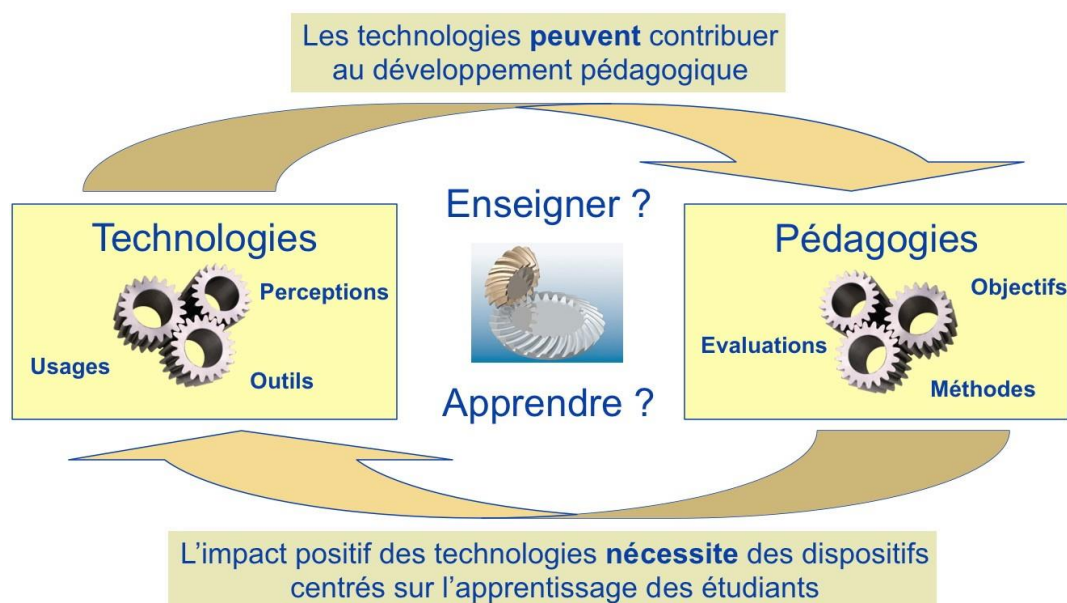 Les technologies peuvent contribuer
au développement pédagogique
Enseigner ?
Technologies
Perceptions
Usages
Outils
Pédagogies
Objectifs
Evaluations
Méthodes
Apprendre ?
L'impact positif des technologies nécessite des dispositifs
centrés sur l'apprentissage des étudiants